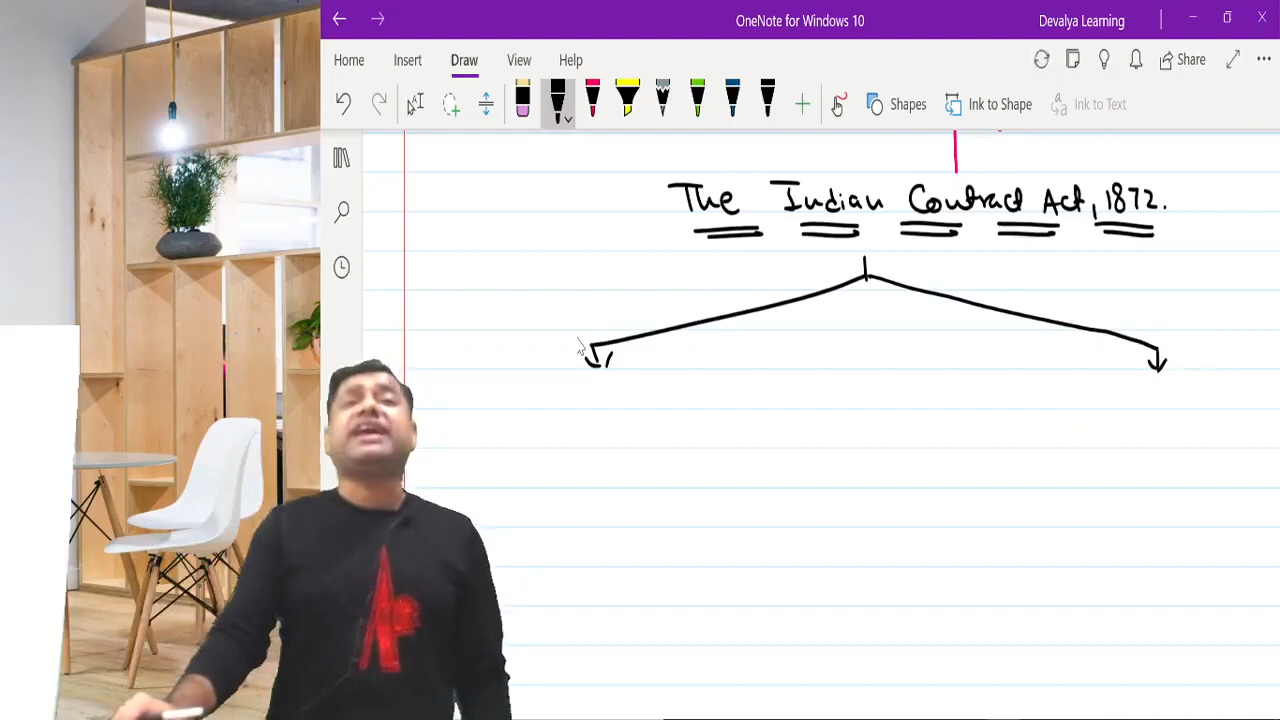 OneNote for Windows 10
Devalya Learning
Home Insert Draw View Help
Share
Shapes
Ink to Shape
Ink to Text
The Indian Contract Act, 1872.